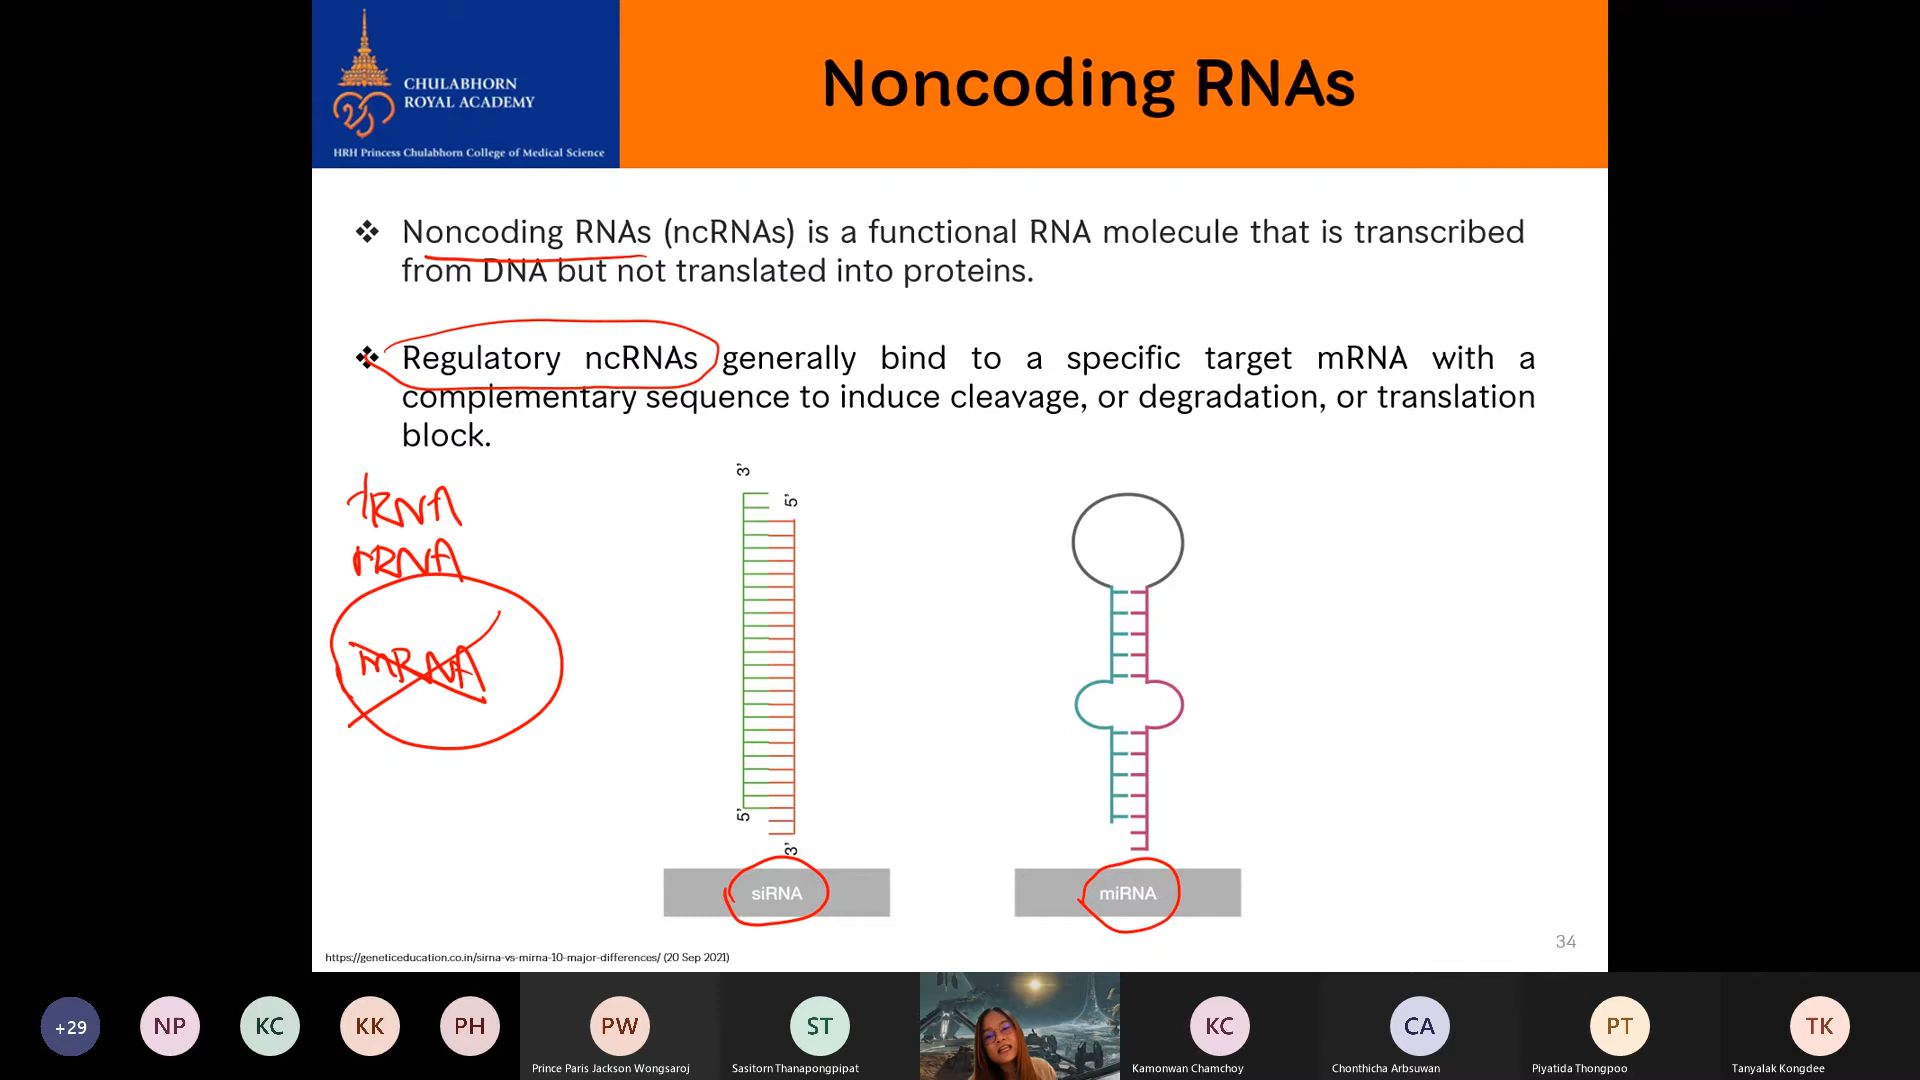 CHULABHORN
ROYAL ACADEMY
HRH Princess Chulabhorn College of Medical Science
Noncoding RNAs
❖ Noncoding RNAs (ncRNAs) is a functional RNA molecule that is transcribed
from DNA but not translated into proteins.
❖ Regulatory ncRNAs generally bind to a specific target mRNA with a
complementary sequence to induce cleavage, or degradation, or translation
block.
tRNA
rRNA
mRNA
3'
5'
5'
3'
siRNA
miRNA
34
https://geneticeducation.co.in/sirna-vs-mirna-10-major-differences/ (20 Sep 2021)
+29
NP
KC
KK
PH
PW
ST
KC
CA
PT
TK
Prince Paris Jackson Wongsaroj
Sasitorn Thanapongpipat
Kamonwan Chamchoy
Chonthicha Arbsuwan
Piyatida Thongpoo
Tanyalak Kongdee